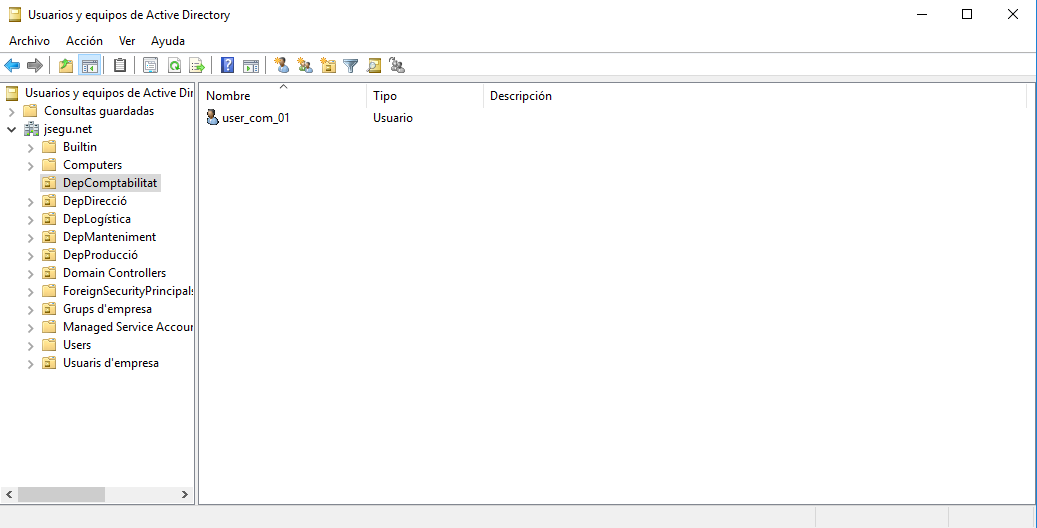 Usuarios y equipos de Active Directory
Archivo Acción Ver Ayuda
Usuarios y equipos de Active Dir
Consultas guardadas
jsegu.net
Builtin
Computers
DepComptabilitat
DepDirecció
DepLogística
DepManteniment
DepProducció
Domain Controllers
ForeignSecurityPrincipals
Grups d'empresa
Managed Service Accour
Users
Usuaris d'empresa
Nombre Tipo Descripción
user_com_01 Usuario